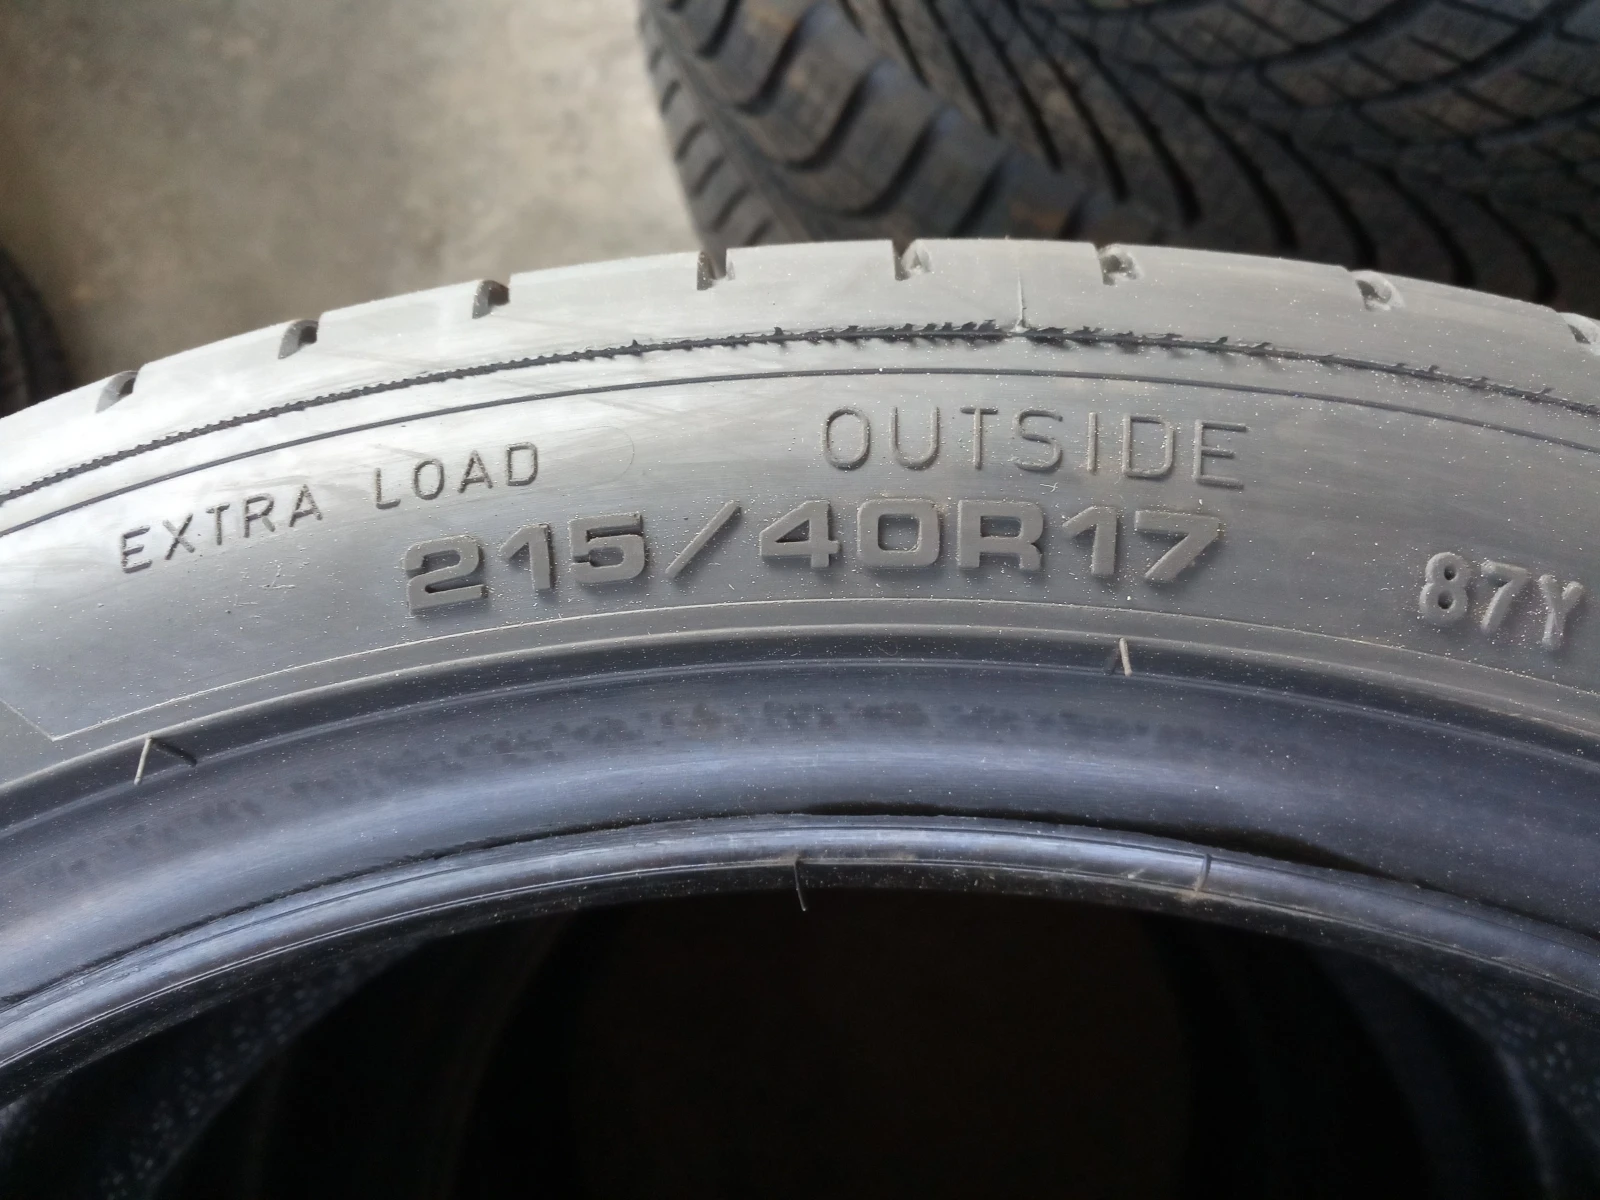 EXTRA LOAD
OUTSIDE
215/40R17 87Y